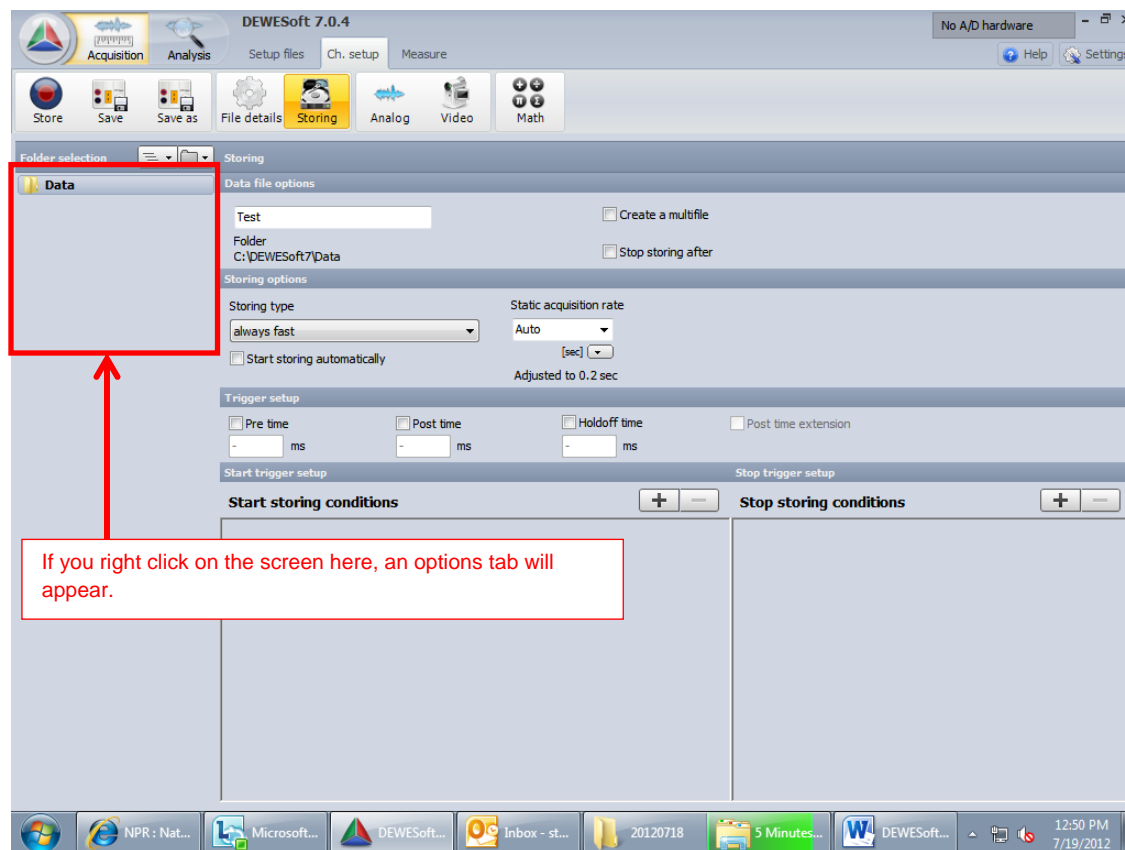 DEWESoft 7.0.4
No A/D hardware
Acquisition
Analysis
Setup files
Ch. setup
Measure
Help
Settings
Store
Save
Save as
File details
Storing
Analog
Video
Math
Folder selection
Storing
Data
Data file options
Test
Create a multifile
Folder
C:\DEWESoft7\Data
Stop storing after
Storing options
Storing type
Static acquisition rate
always fast
Auto
[sec]
Start storing automatically
Adjusted to 0.2 sec
Trigger setup
Pre time
Post time
Holdoff time
Post time extension
- ms
- ms
- ms
Start trigger setup
Stop trigger setup
Start storing conditions
+ −
Stop storing conditions
+ −
If you right click on the screen here, an options tab will
appear.
NPR : Nat...
Microsoft...
DEWESoft...
Inbox - st...
20120718
5 Minutes...
DEWESoft...
12:50 PM
7/19/2012